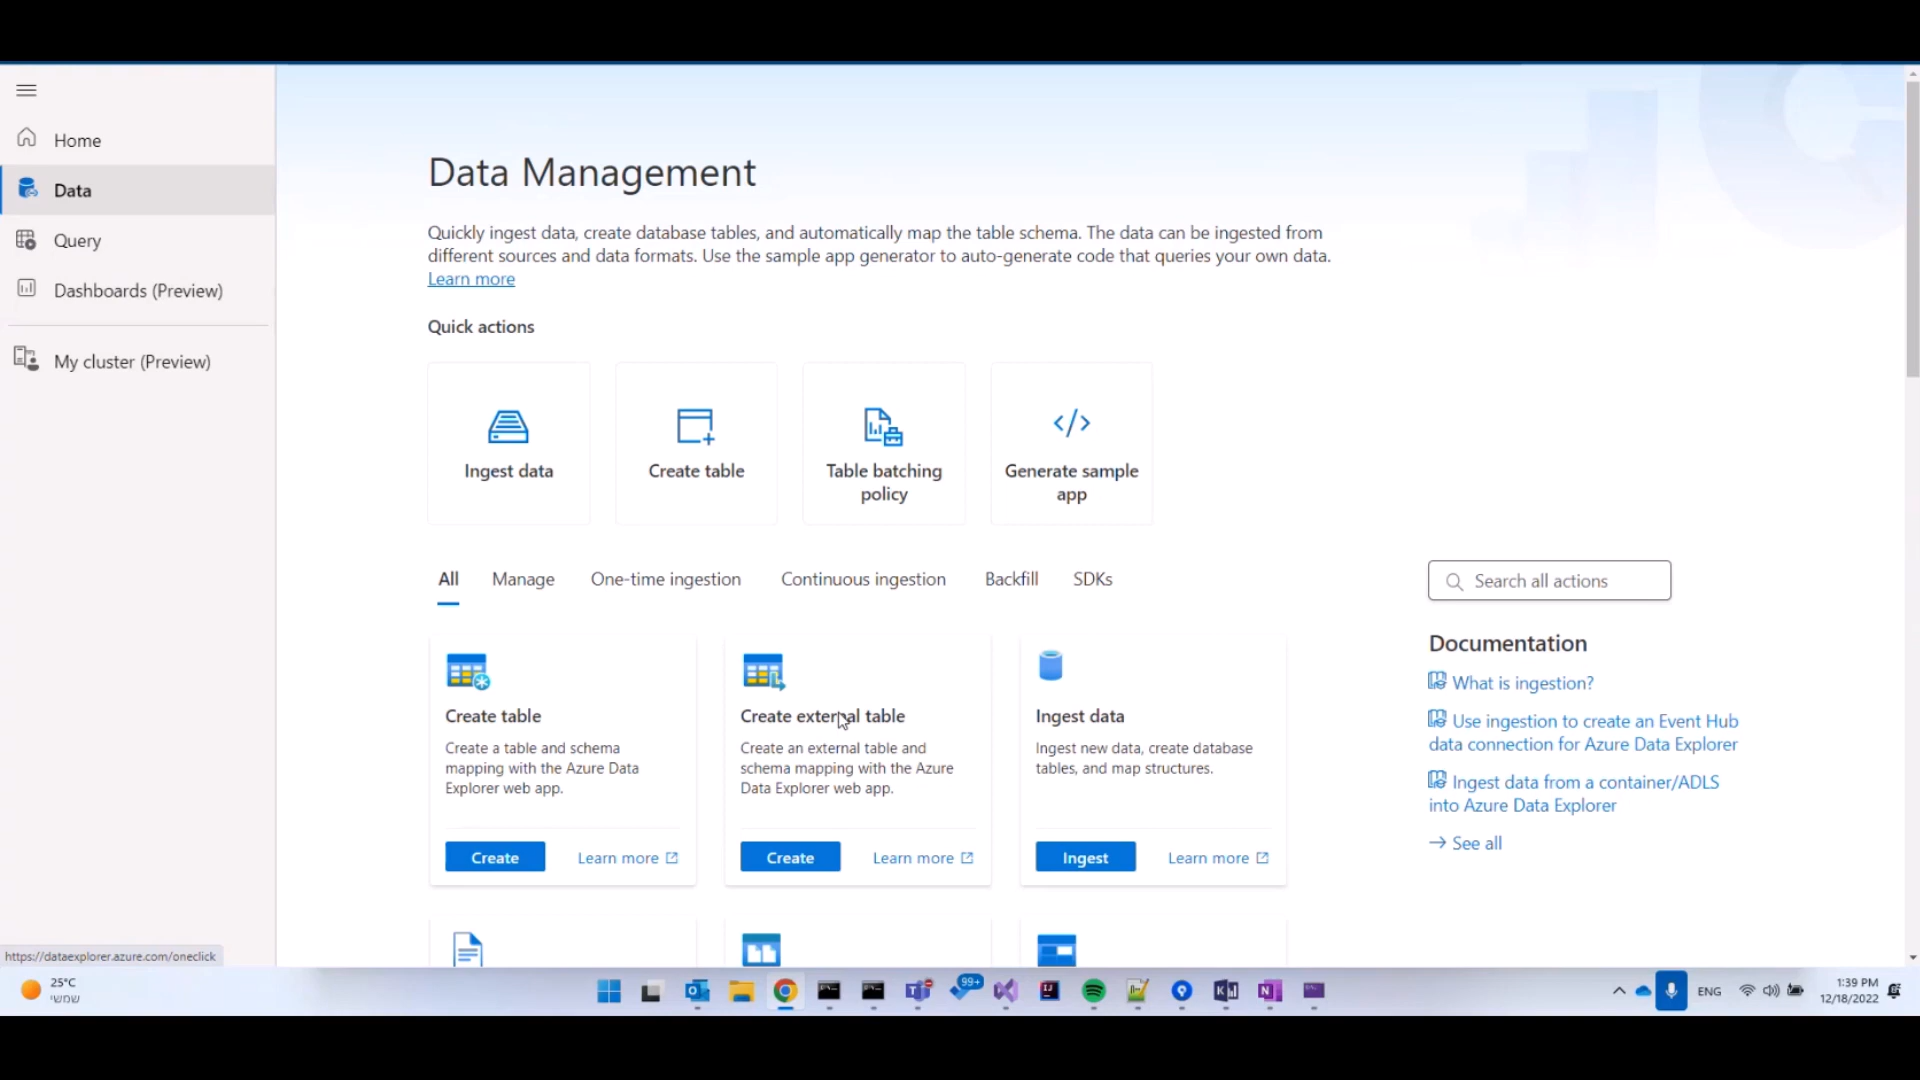 Home
Data
Query
Dashboards (Preview)
My cluster (Preview)
Data Management
Quickly ingest data, create database tables, and automatically map the table schema. The data can be ingested from
different sources and data formats. Use the sample app generator to auto-generate code that queries your own data.
Learn more
Quick actions
Ingest data
Create table
Table batching
policy
Generate sample
app
All
Manage
One-time ingestion
Continuous ingestion
Backfill
SDKs
Create table
Create a table and schema
mapping with the Azure Data
Explorer web app.
Create
Learn more
Create external table
Create an external table and
schema mapping with the Azure
Data Explorer web app.
Create
Learn more
Ingest data
Ingest new data, create database
tables, and map structures.
Ingest
Learn more
Search all actions
Documentation
What is ingestion?
Use ingestion to create an Event Hub
data connection for Azure Data Explorer
Ingest data from a container/ADLS
into Azure Data Explorer
See all
https://dataexplorer.azure.com/oneclick
25°C
שמשי
99+
ENG
1:39 PM
12/18/2022